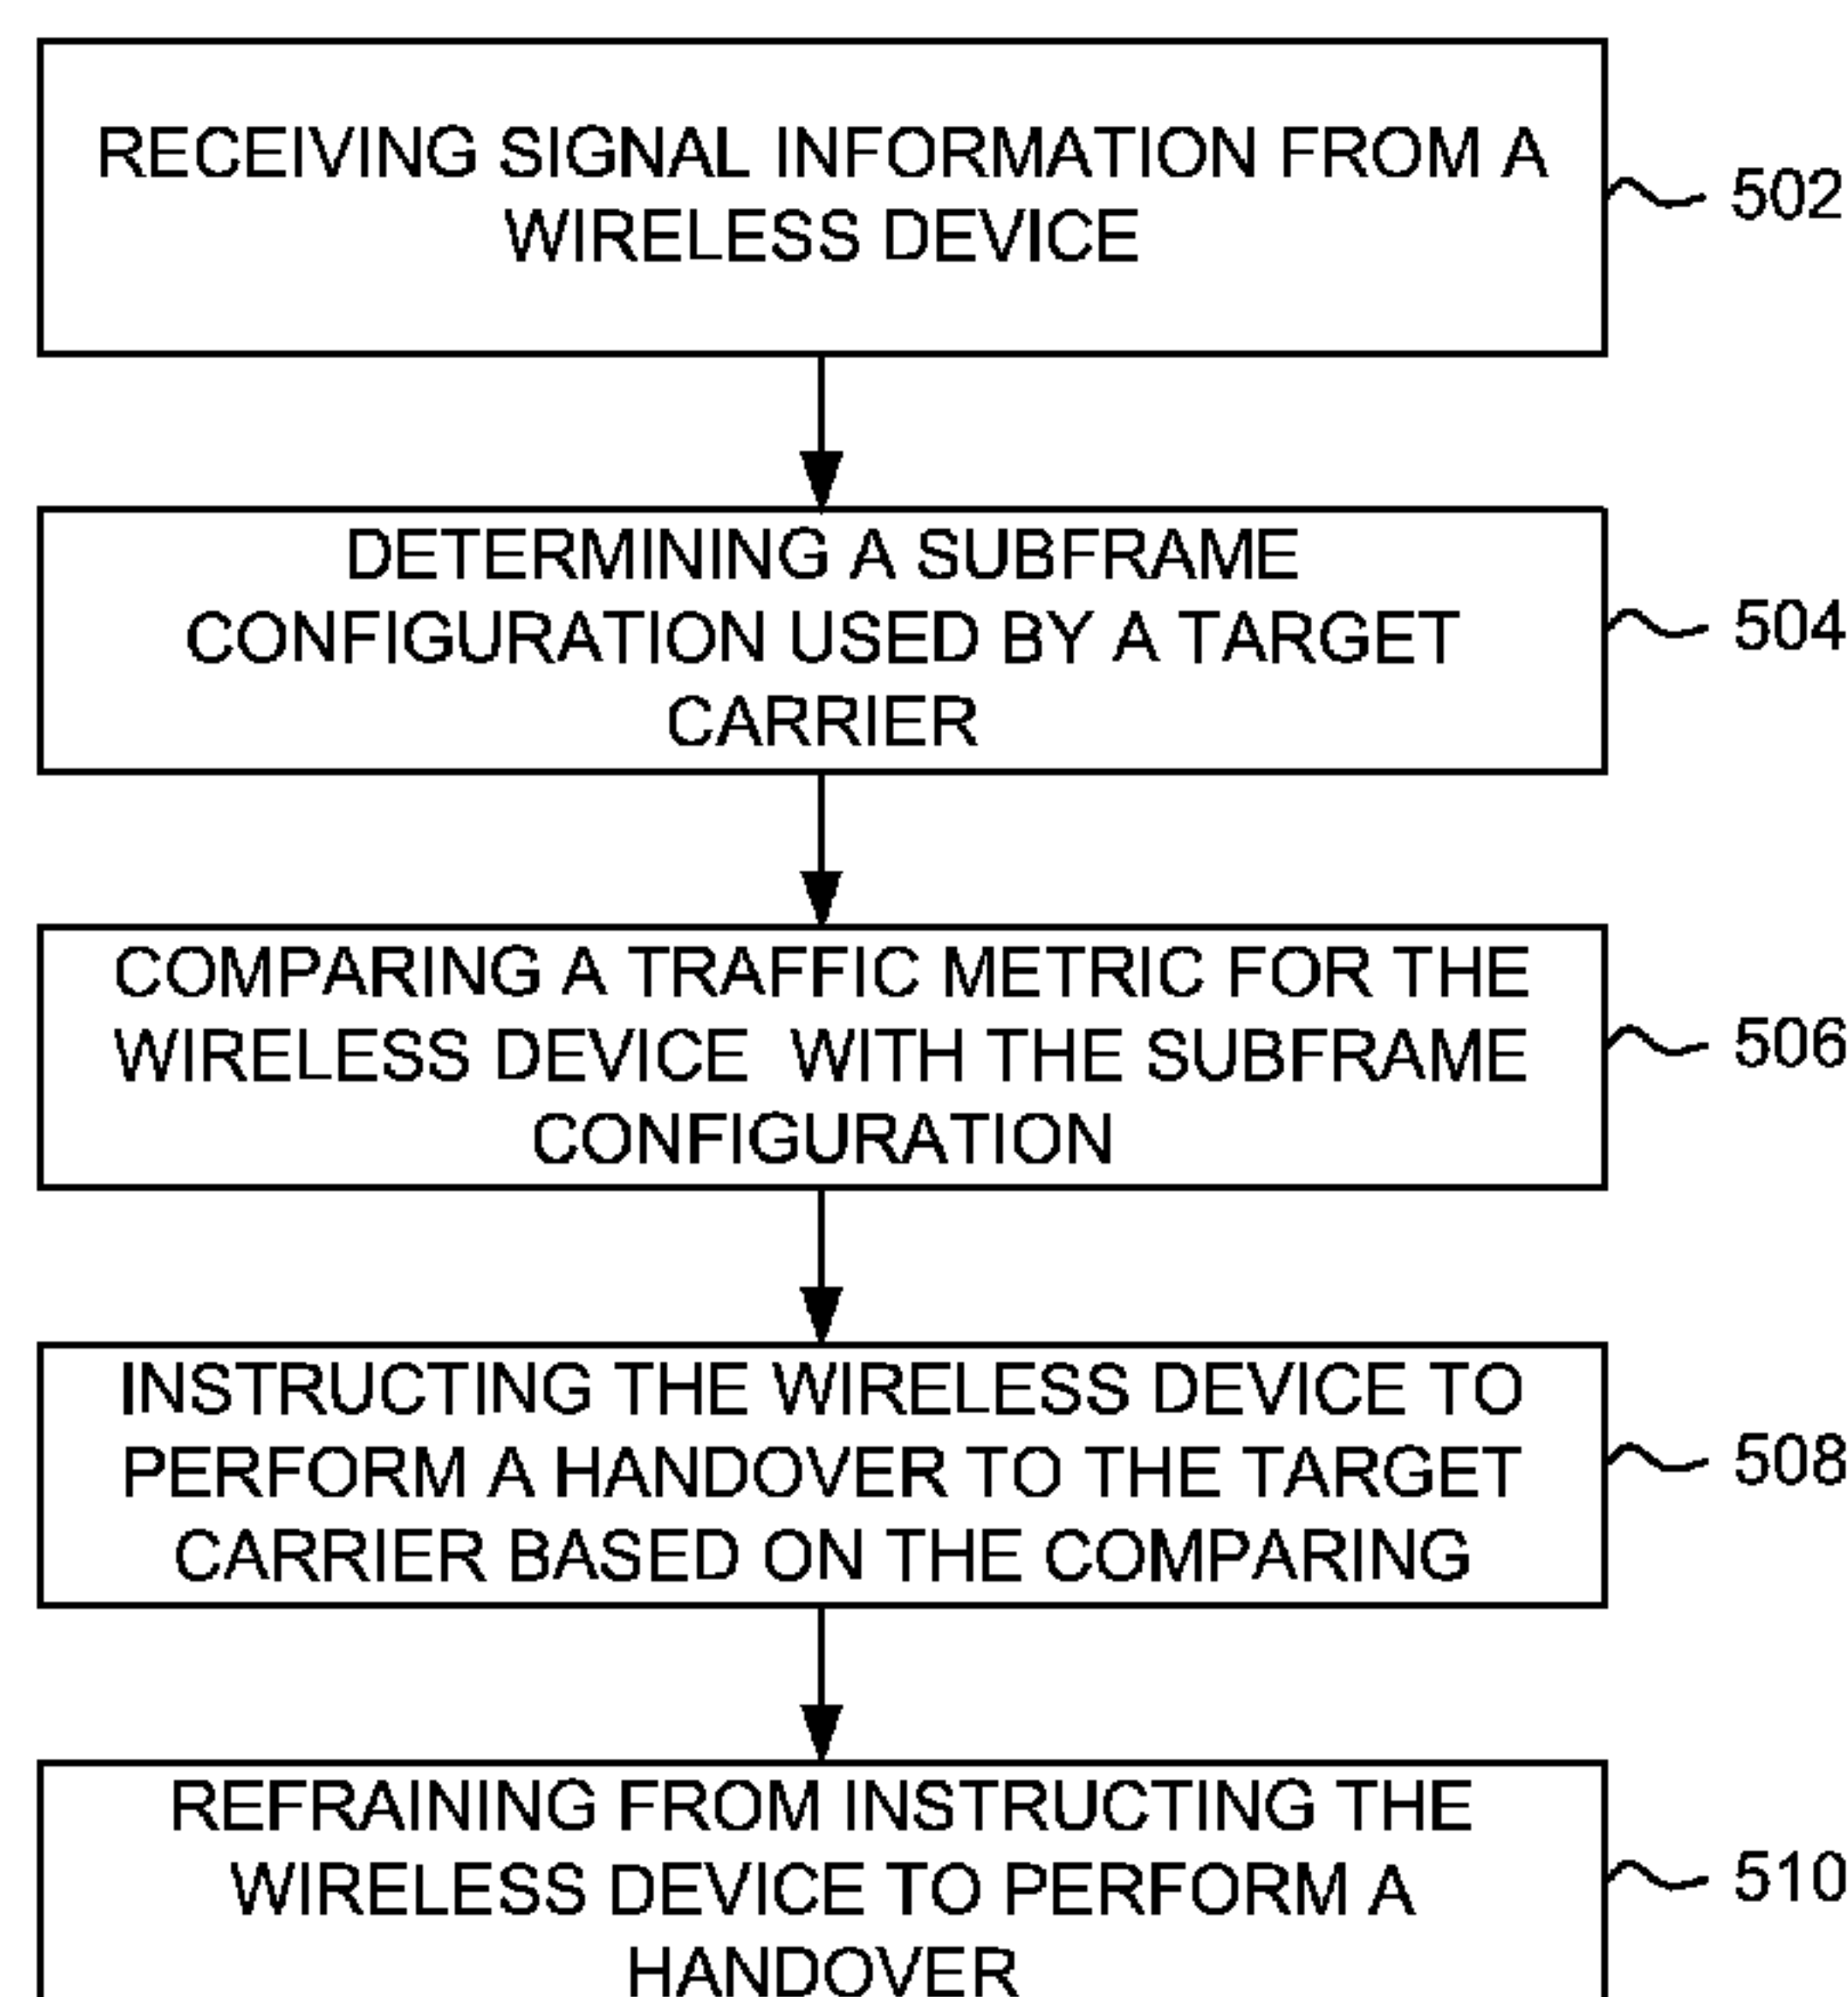 RECEIVING SIGNAL INFORMATION FROM A
WIRELESS DEVICE
502
DETERMINING A SUBFRAME
CONFIGURATION USED BY A TARGET
CARRIER
504
COMPARING A TRAFFIC METRIC FOR THE
WIRELESS DEVICE WITH THE SUBFRAME
CONFIGURATION
506
INSTRUCTING THE WIRELESS DEVICE TO
PERFORM A HANDOVER TO THE TARGET
CARRIER BASED ON THE COMPARING
508
REFRAINING FROM INSTRUCTING THE
WIRELESS DEVICE TO PERFORM A
HANDOVER
510